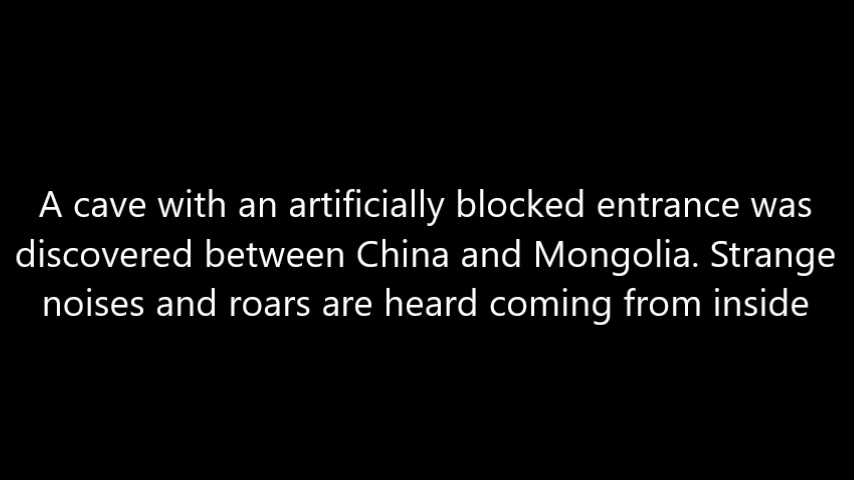 A cave with an artificially blocked entrance was
discovered between China and Mongolia. Strange
noises and roars are heard coming from inside